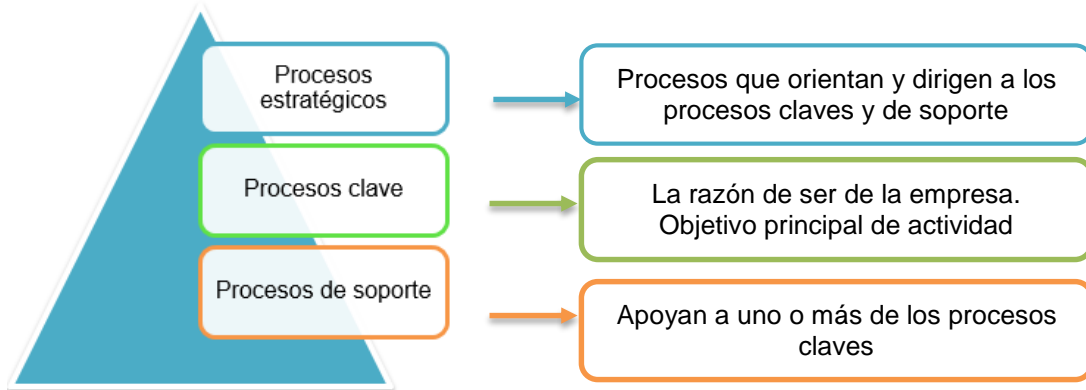 Procesos
estratégicos
Procesos que orientan y dirigen a los
procesos claves y de soporte
Procesos clave
La razón de ser de la empresa.
Objetivo principal de actividad
Procesos de soporte
Apoyan a uno o más de los procesos
claves